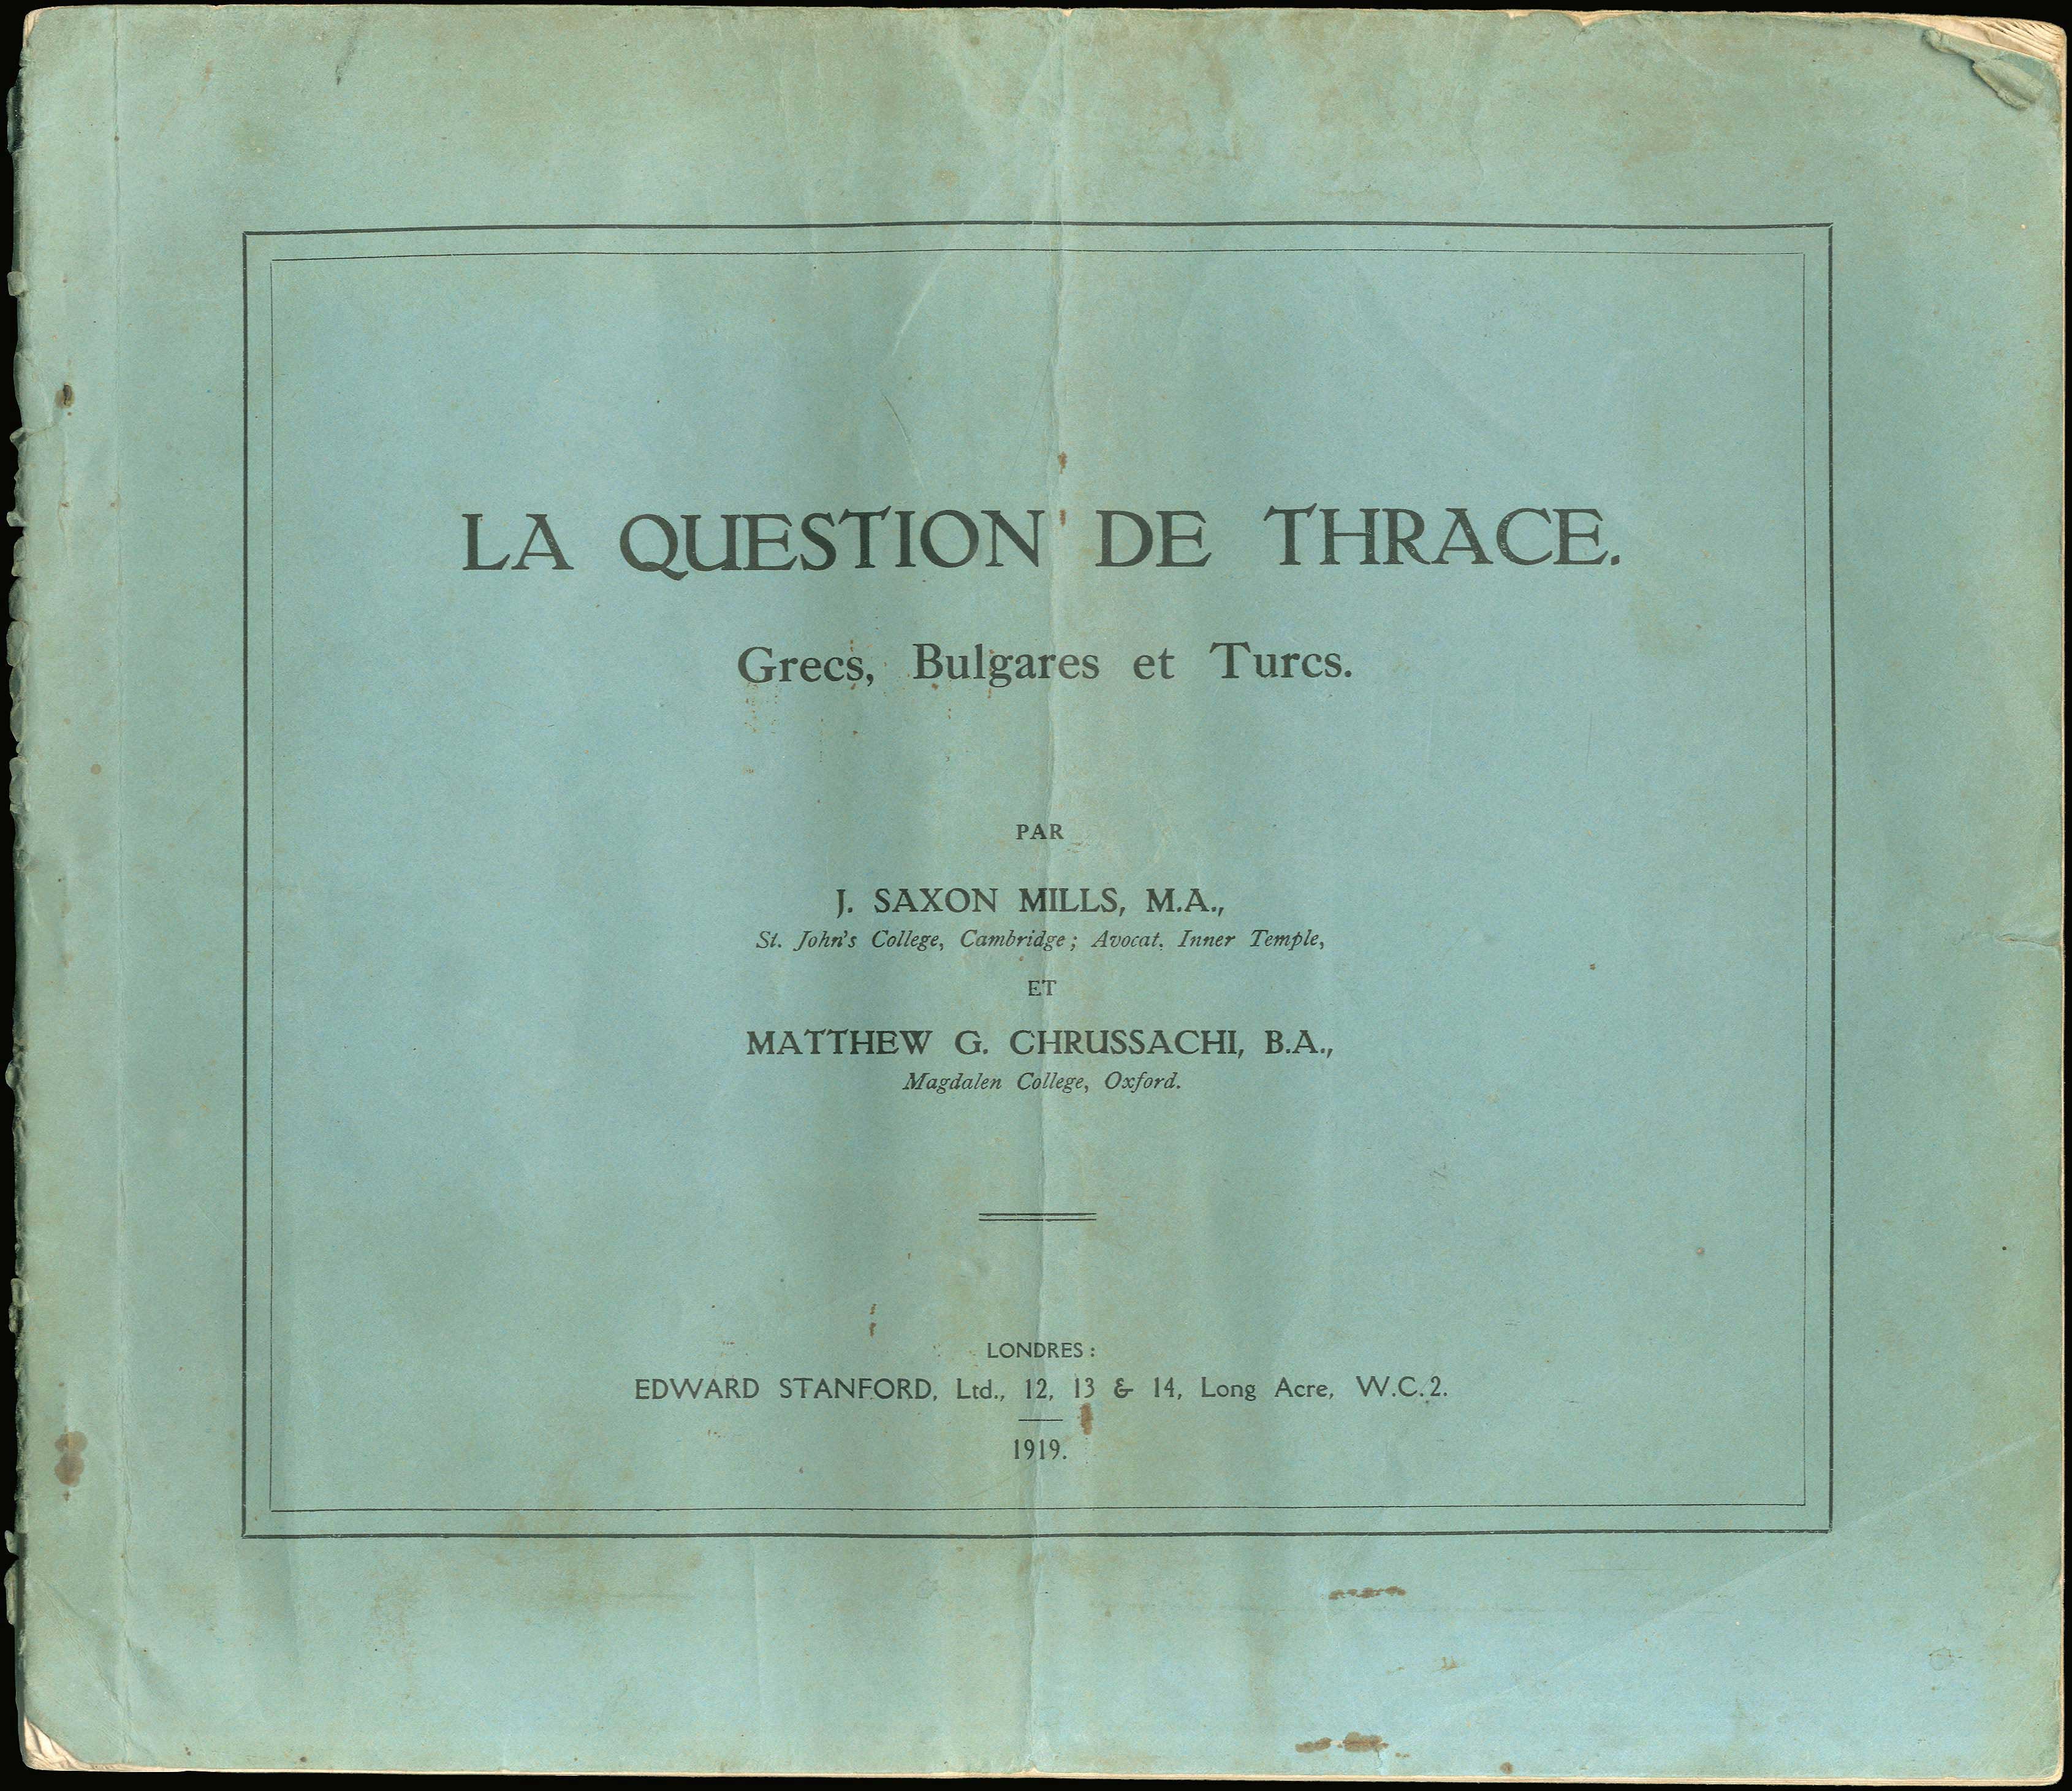 LA QUESTION DE THRACE.
Grecs, Bulgares et Turcs.
PAR
J. SAXON MILLS, M.A.,
St. John's College, Cambridge; Avocat, Inner Temple,
ET
MATTHEW G. CHRUSSACHI, B.A.,
Magdalen College, Oxford.
LONDRES:
EDWARD STANFORD, Ltd., 12, 13 & 14, Long Acre, W.C.2.
1919.